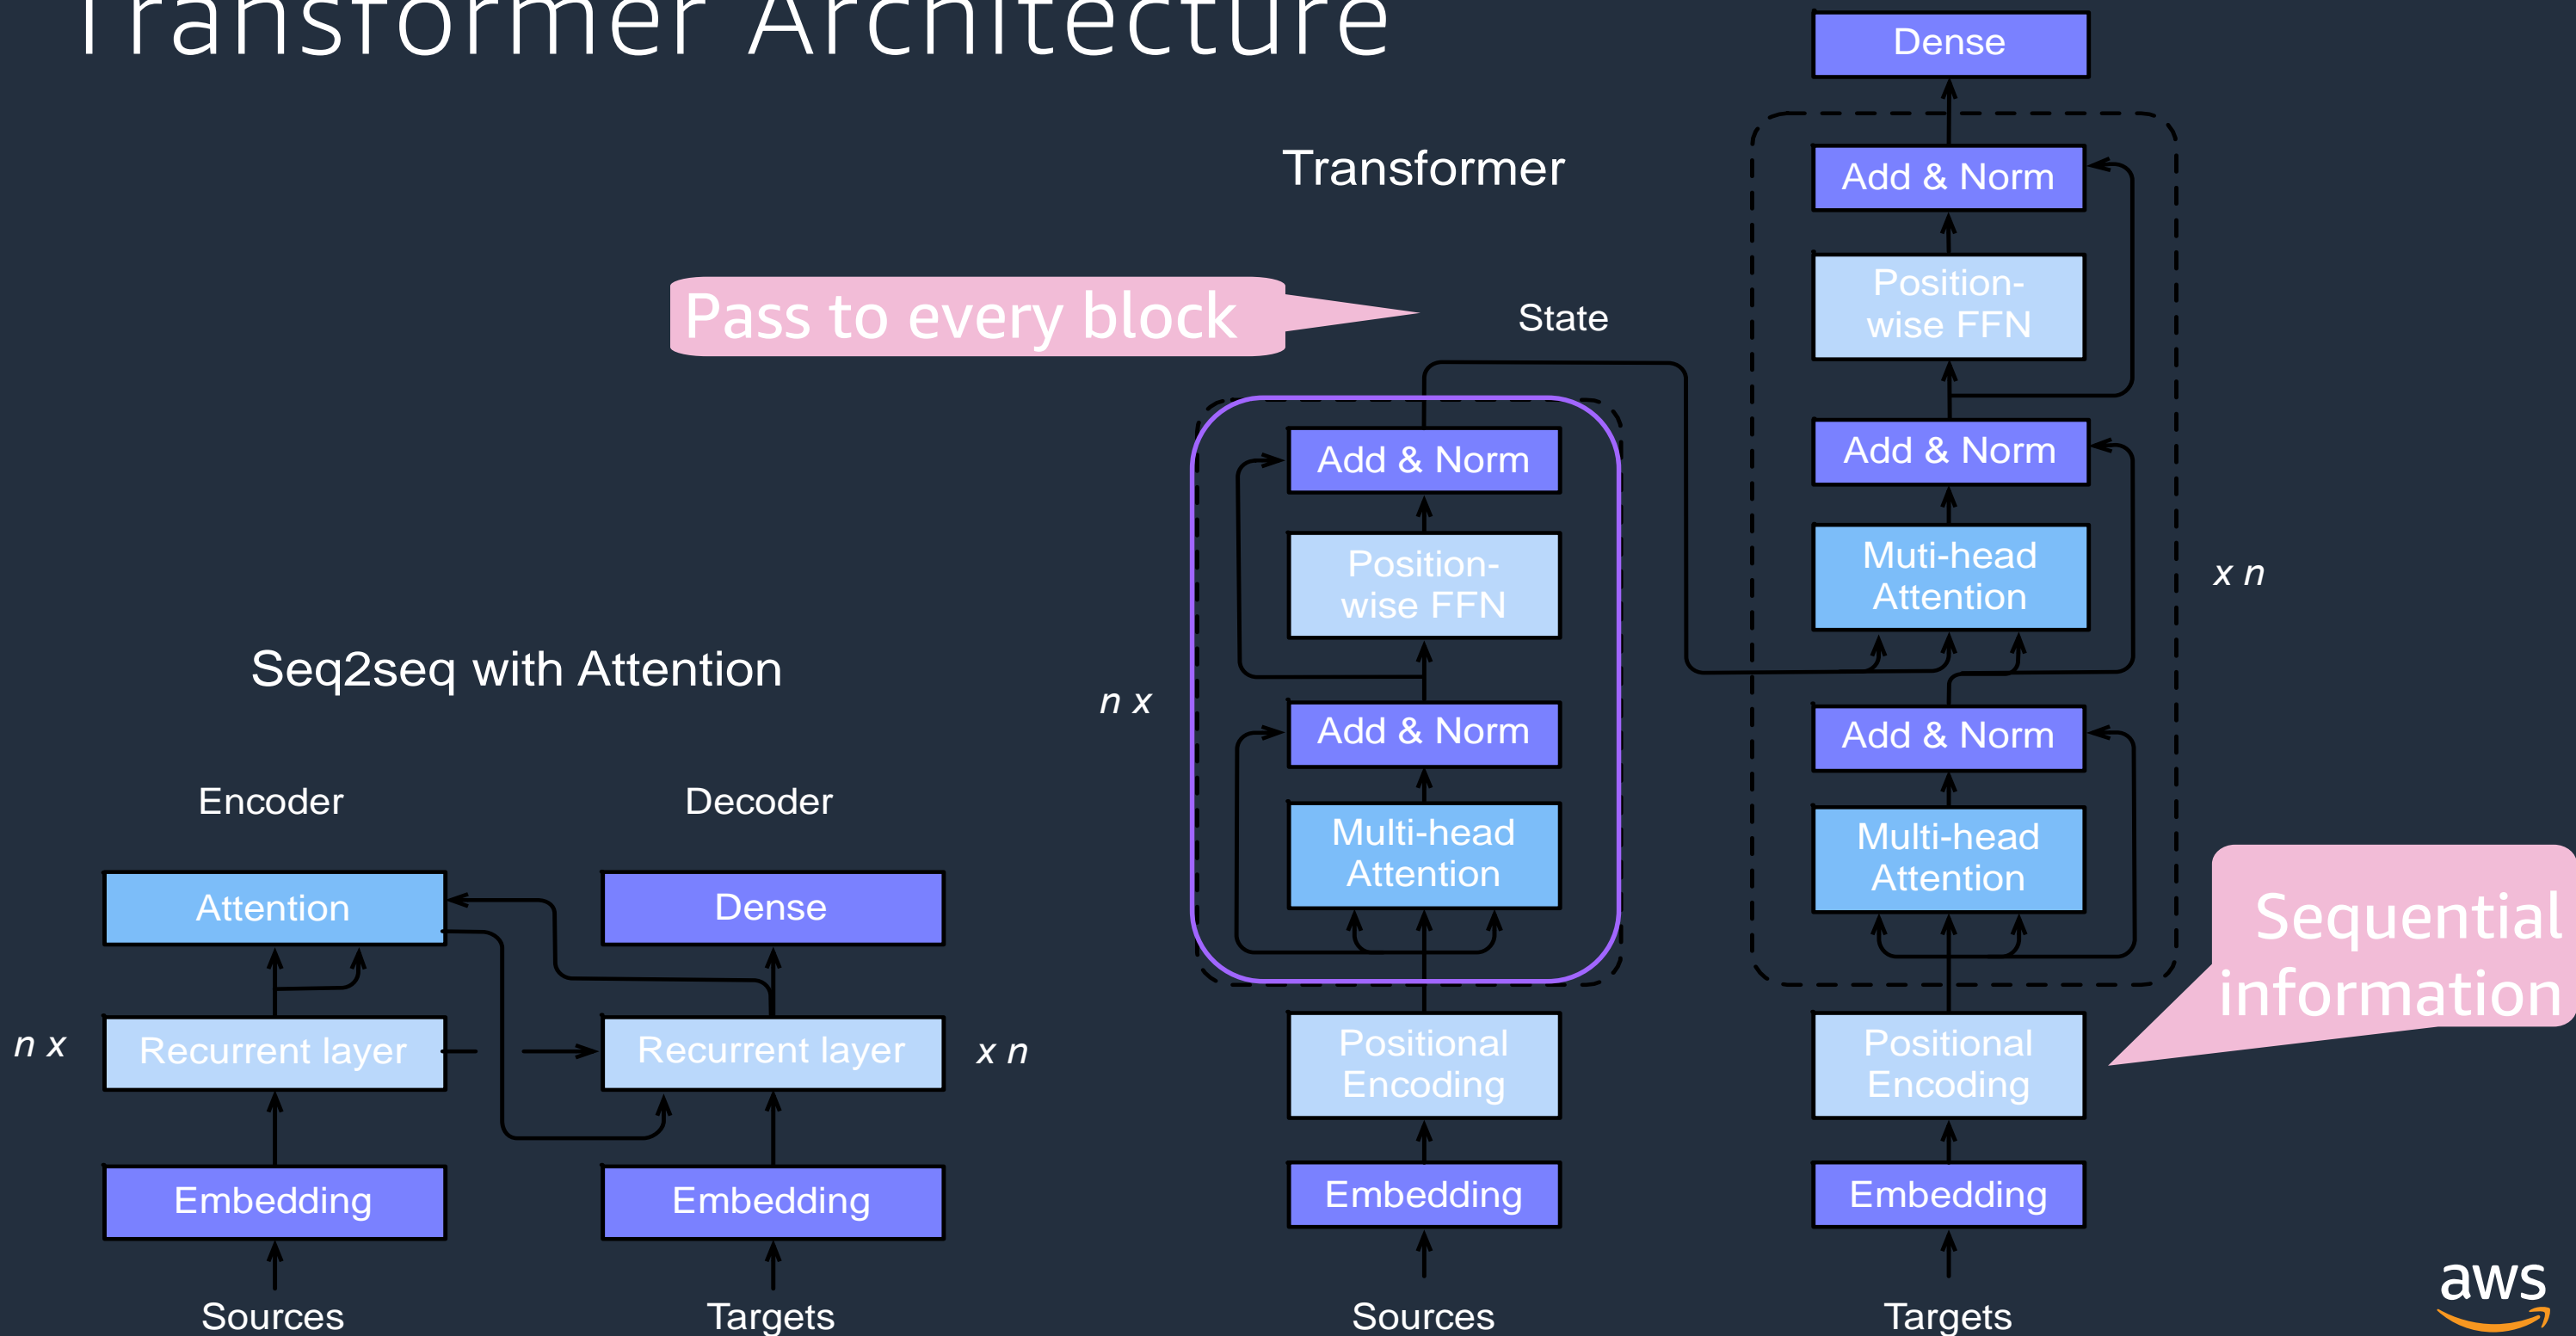 Transformer Architecture
Seq2seq with Attention
Encoder
Decoder
Attention
Dense
n x
Recurrent layer
Recurrent layer
x n
Embedding
Embedding
Sources
Targets
Transformer
Pass to every block
State
n x
Add & Norm
Position-
wise FFN
Add & Norm
Multi-head
Attention
Positional
Encoding
Embedding
Sources
Dense
Add & Norm
Position-
wise FFN
Add & Norm
Muti-head
Attention
x n
Add & Norm
Multi-head
Attention
Positional
Encoding
Embedding
Targets
Sequential
information
aws